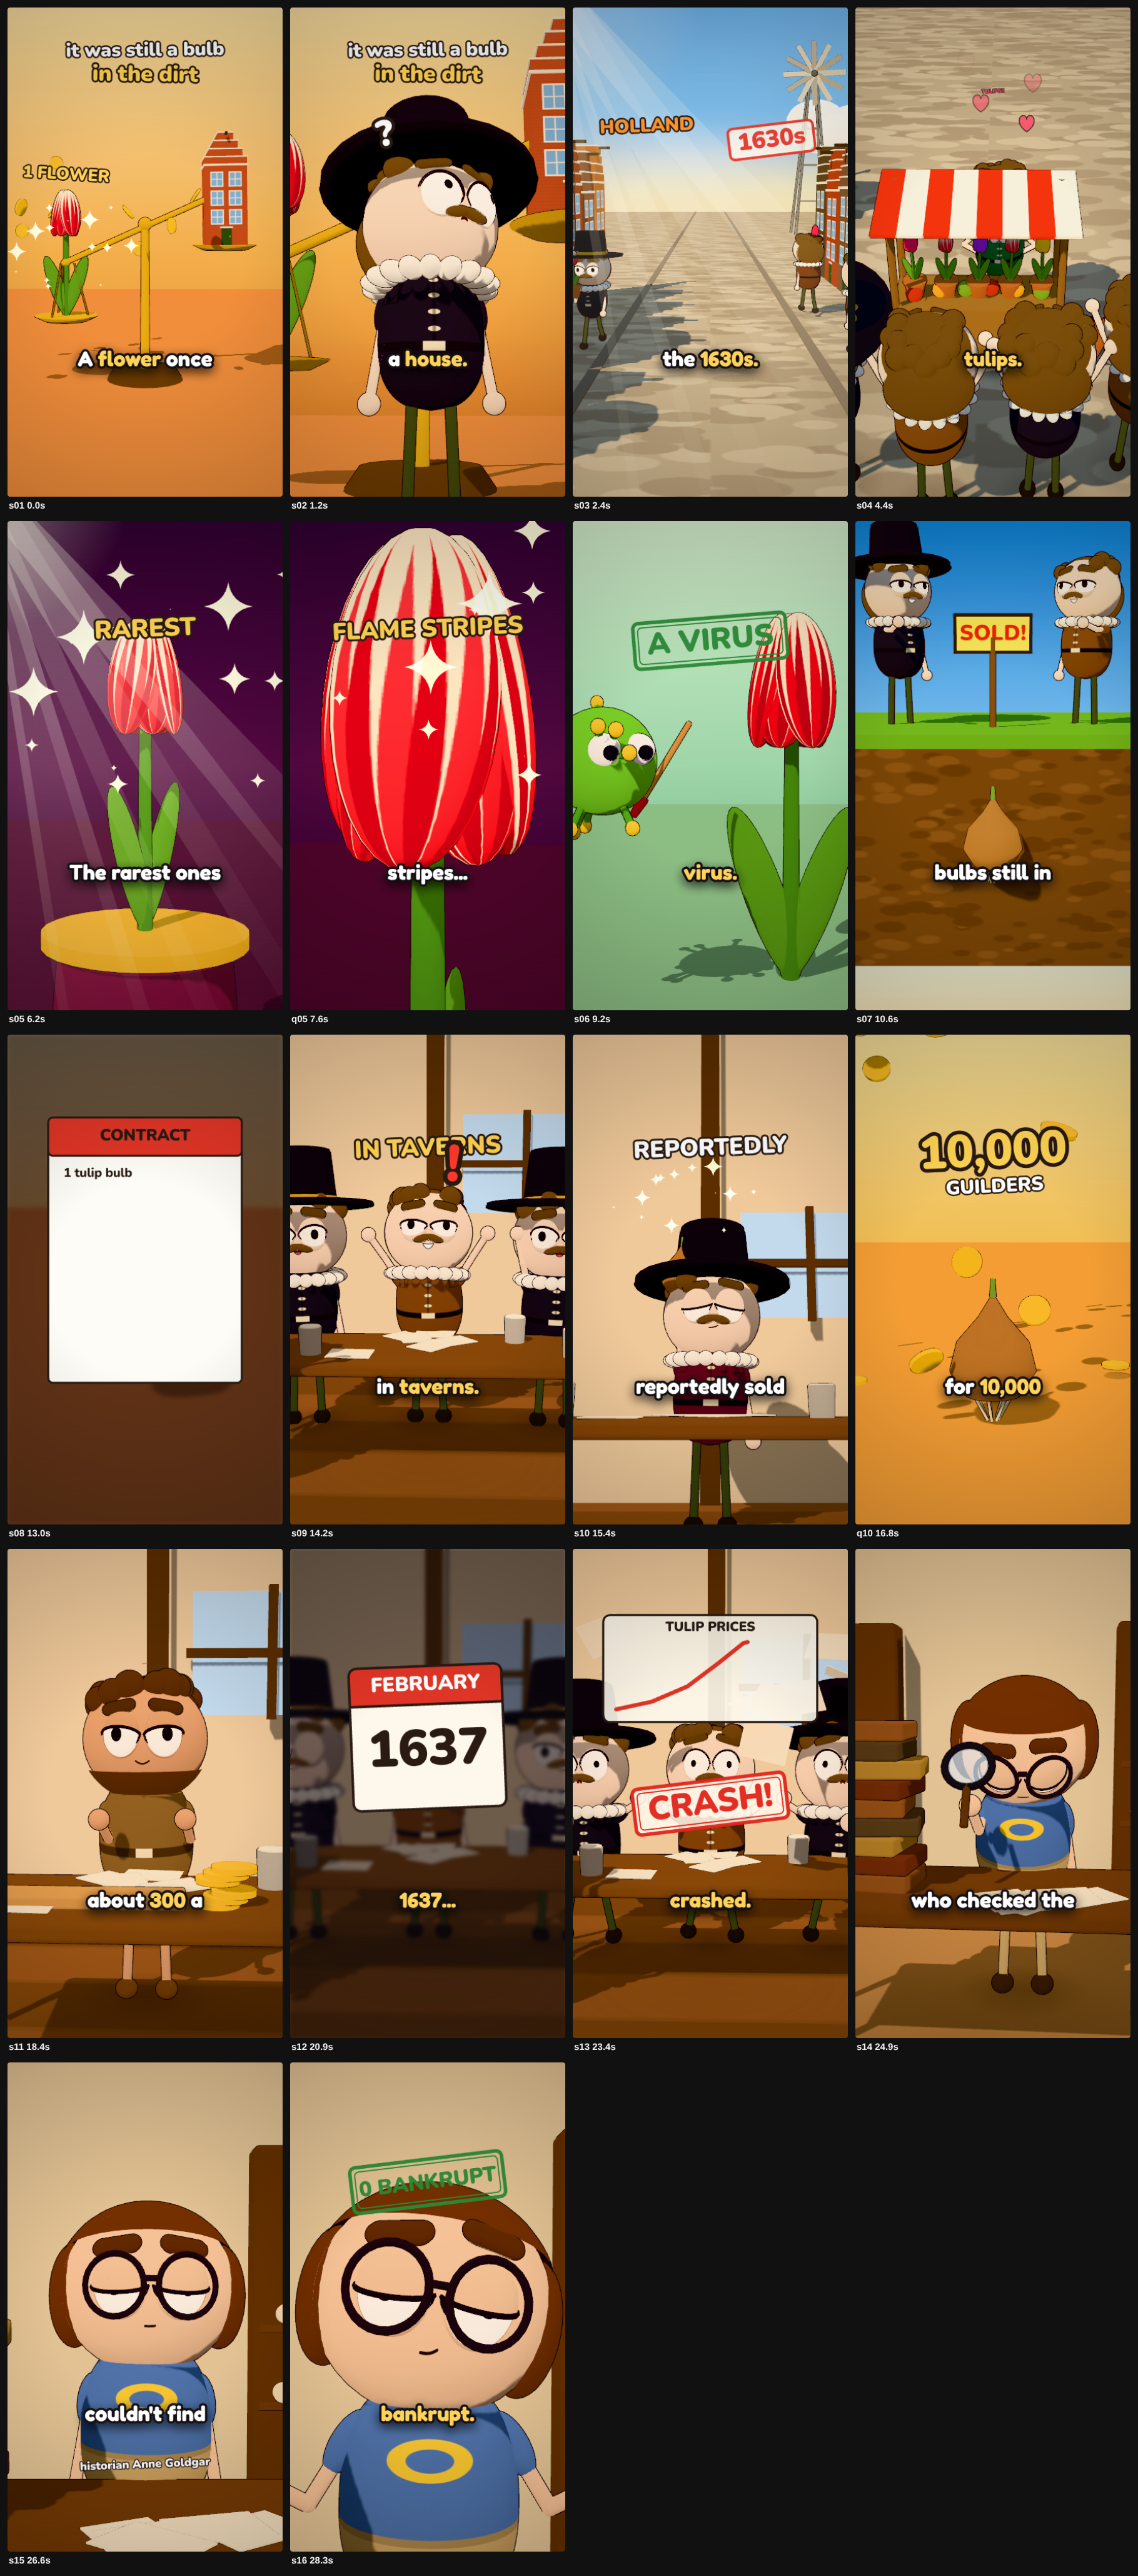 it was still a bulb
in the dirt
1 FLOWER
A flower once
s01 0.0s
it was still a bulb
in the dirt
?
a house.
s02 1.2s
HOLLAND
1630s
the 1630s.
s03 2.4s
tulips.
s04 4.4s
RAREST
The rarest ones
s05 6.2s
FLAME STRIPES
stripes...
q05 7.6s
A VIRUS
virus.
s06 9.2s
SOLD!
bulbs still in
s07 10.6s
CONTRACT
1 tulip bulb
s08 13.0s
IN TAVERNS
!
in taverns.
s09 14.2s
REPORTEDLY
reportedly sold
s10 15.4s
10,000
GUILDERS
for 10,000
q10 16.8s
about 300 a
s11 18.4s
FEBRUARY
1637
1637...
s12 20.9s
TULIP PRICES
CRASH!
crashed.
s13 23.4s
who checked the
s14 24.9s
couldn't find
historian Anne Goldgar
s15 26.6s
0 BANKRUPT
bankrupt.
s16 28.3s